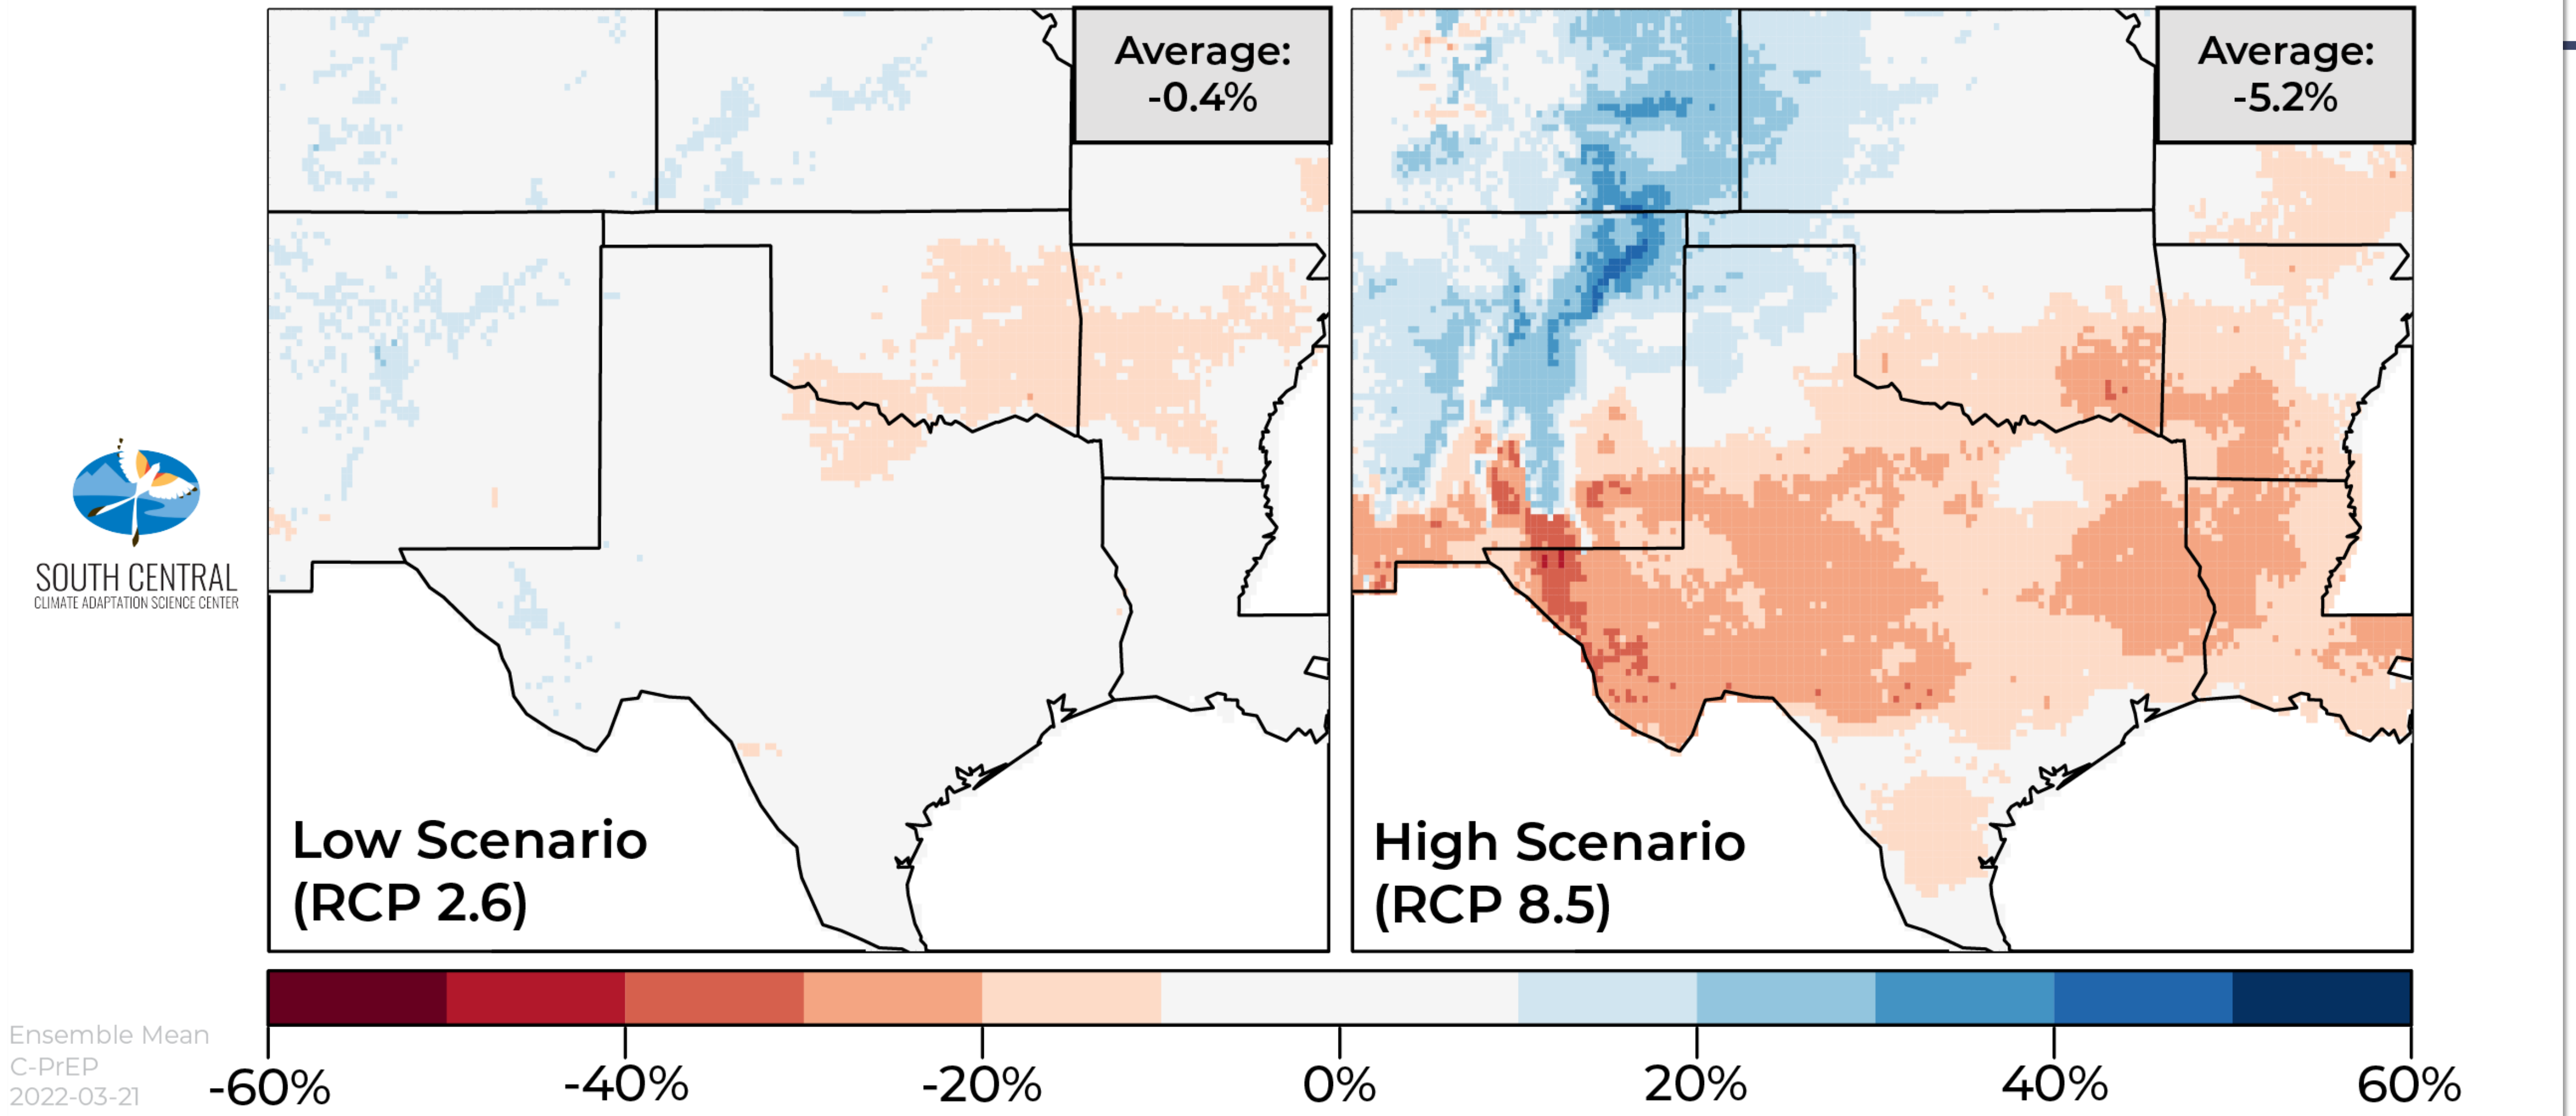 Average:
-0.4%
Average:
-5.2%
SOUTH CENTRAL
CLIMATE ADAPTATION SCIENCE CENTER
Low Scenario
(RCP 2.6)
High Scenario
(RCP 8.5)
Ensemble Mean
C-PrEP
2022-03-21
-60%
-40%
-20%
0%
20%
40%
60%